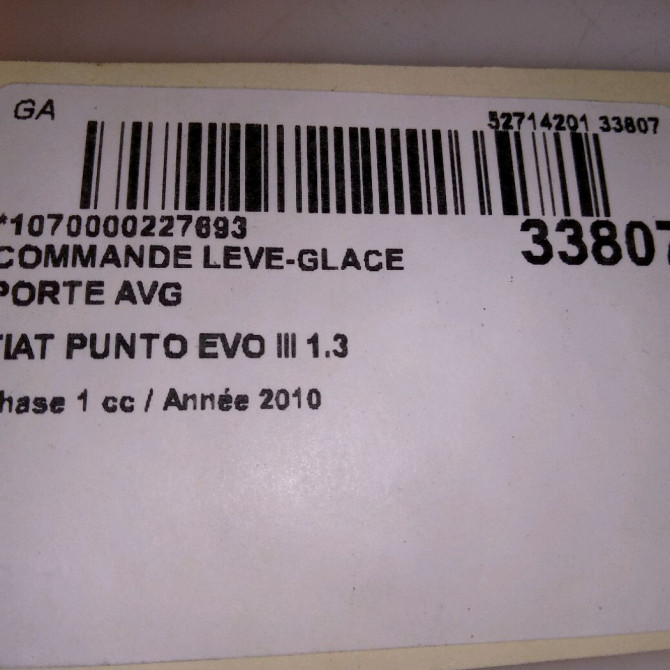 GA
52714201 33807
*1070000227693
33807
COMMANDE LEVE-GLACE
PORTE AVG
FIAT PUNTO EVO III 1.3
hase 1 cc / Année 2010